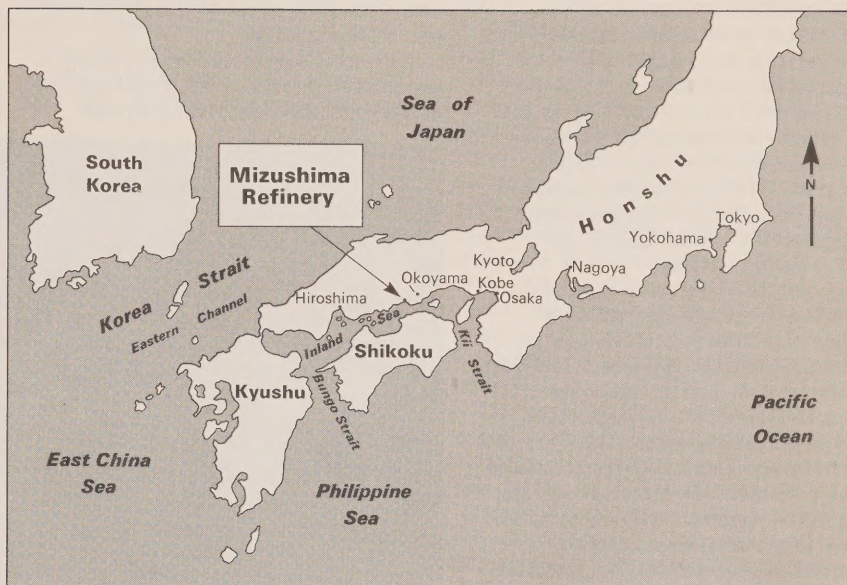 Sea of
Japan
South
Korea
Mizushima
Refinery
N
Honshu
Tokyo
Yokohama
Kyoto
Nagoya
Okoyama
Kobe
Osaka
Hiroshima
Korea Strait
Eastern Channel
Inland Sea
Shikoku
Kii Strait
Kyushu
Bungo Strait
Pacific
Ocean
East China
Sea
Philippine
Sea